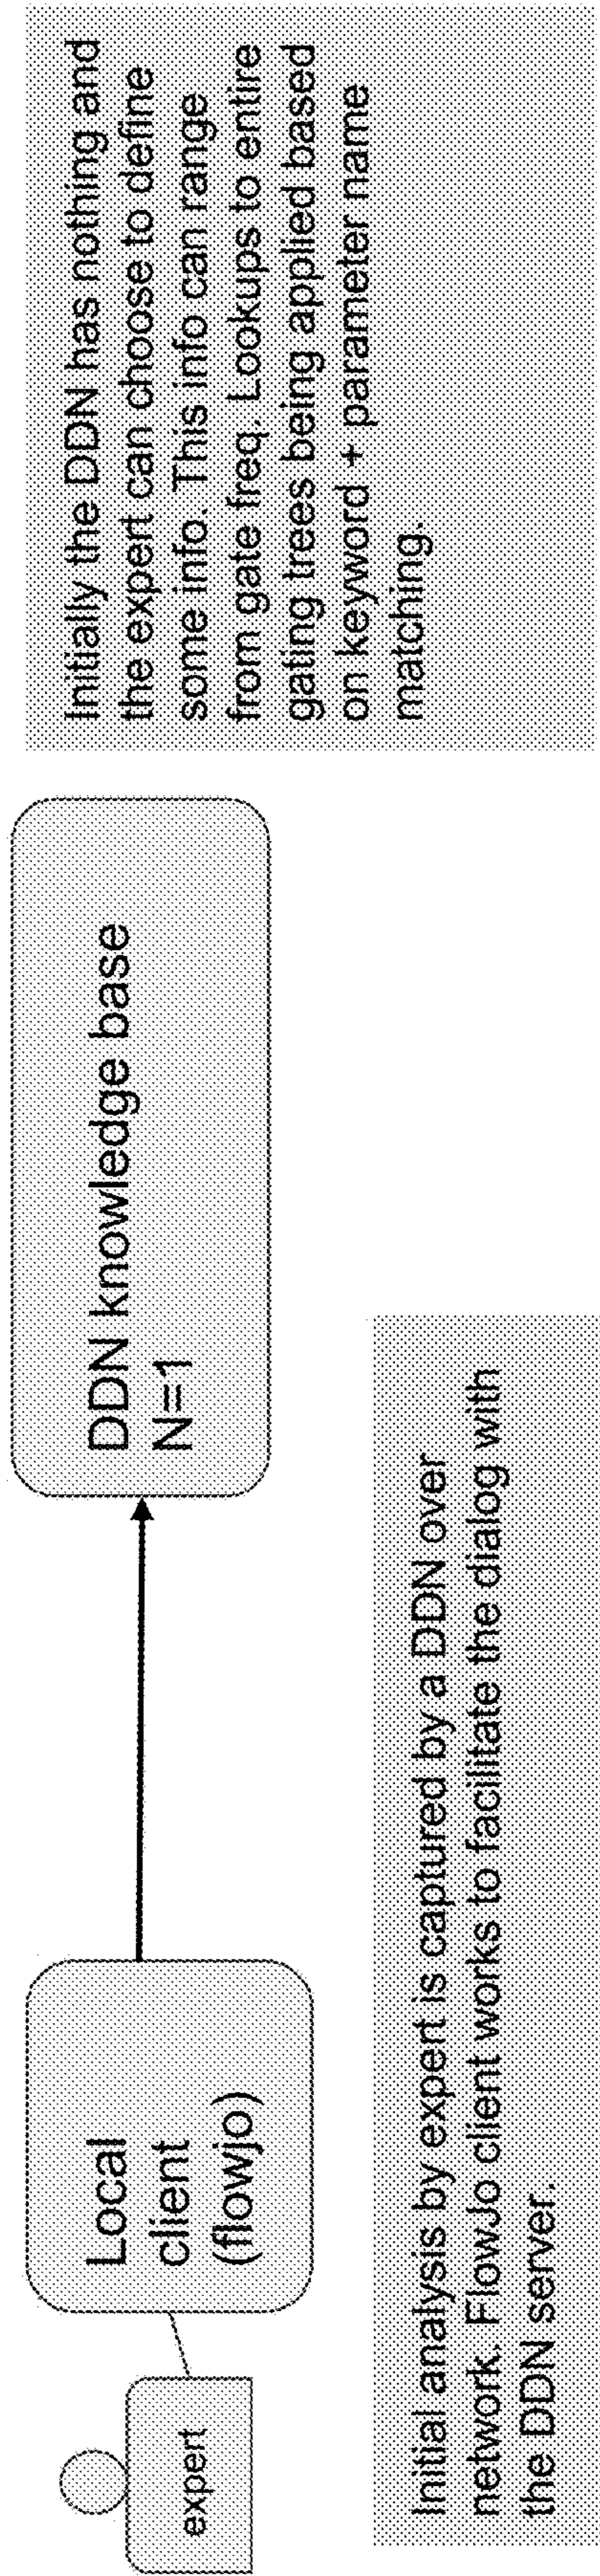 expert
Local
client
(flowjo)
DDN knowledge base
N=1
Initial analysis by expert is captured by a DDN over
network. FlowJo client works to facilitate the dialog with
the DDN server.
Initially the DDN has nothing and
the expert can choose to define
some info. This info can range
from gate freq. Lookups to entire
gating trees being applied based
on keyword + parameter name
matching.